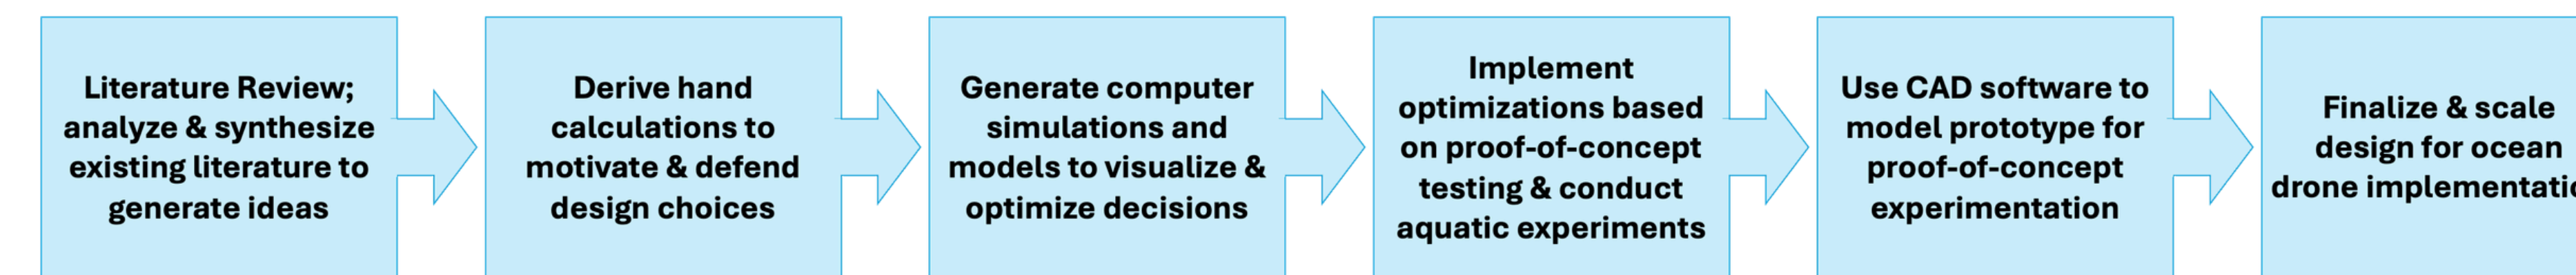 Literature Review;
analyze & synthesize
existing literature to
generate ideas
Derive hand
calculations to
motivate & defend
design choices
Generate computer
simulations and
models to visualize &
optimize decisions
Implement
optimizations based
on proof-of-concept
testing & conduct
aquatic experiments
Use CAD software to
model prototype for
proof-of-concept
experimentation
Finalize & scale
design for ocean
drone